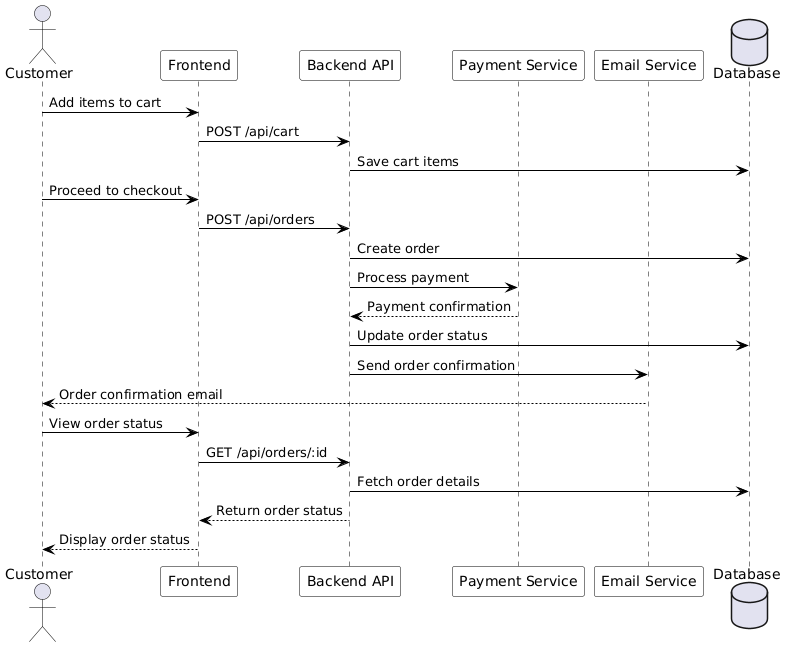 Customer
Frontend
Backend API
Payment Service
Email Service
Database
Add items to cart
POST /api/cart
Save cart items
Proceed to checkout
POST /api/orders
Create order
Process payment
Payment confirmation
Update order status
Send order confirmation
Order confirmation email
View order status
GET /api/orders/:id
Fetch order details
Return order status
Display order status
Customer
Frontend
Backend API
Payment Service
Email Service
Database